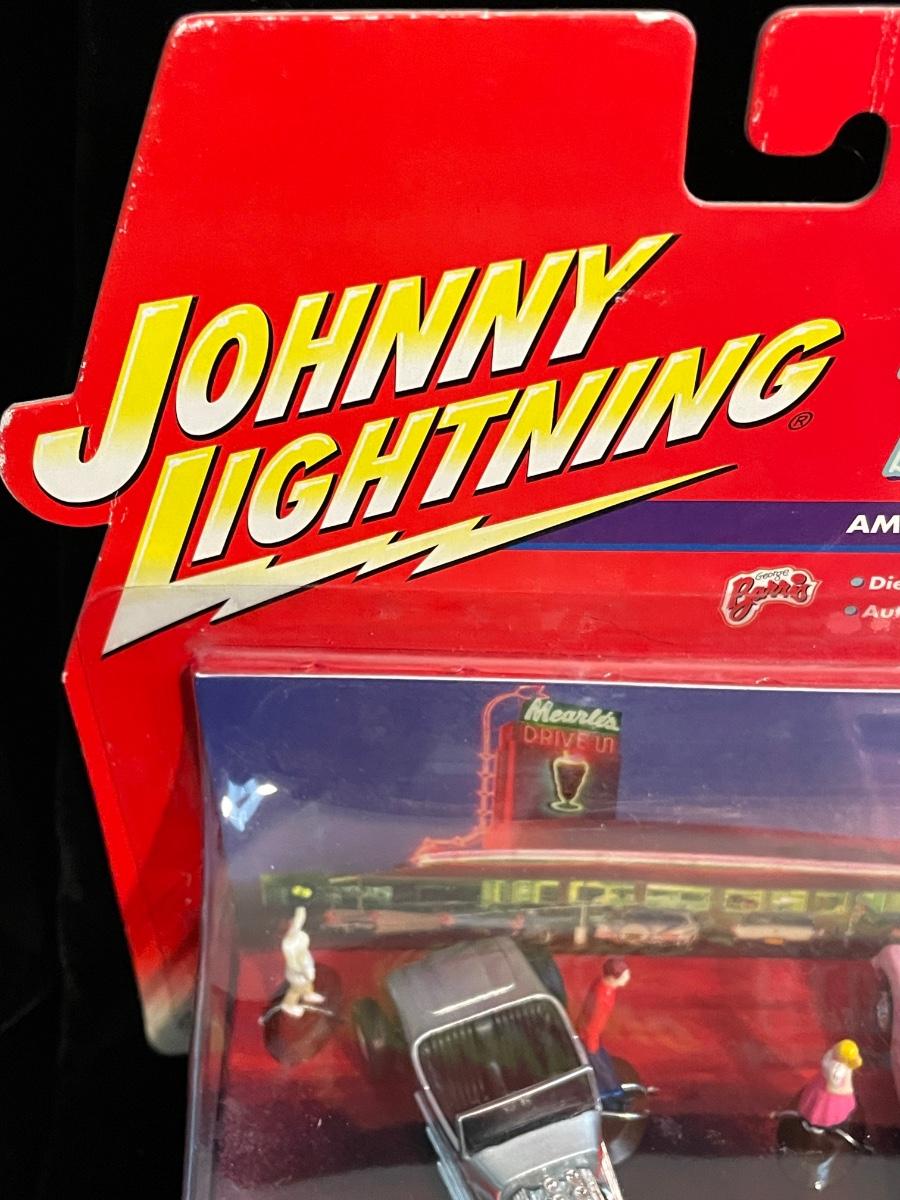 JOHNNY
LIGHTNING®
AM
George
Barris
• Die
• Aut
Mearle's
DRIVE IN